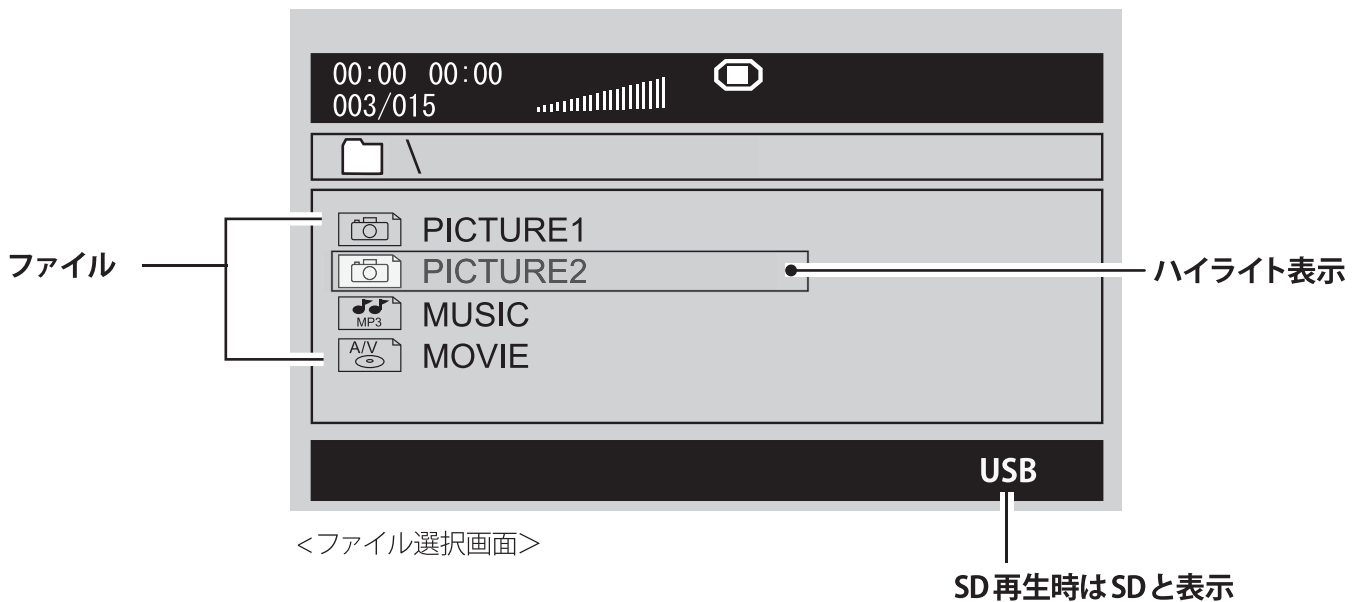 00:00 00:00
003/015
\
PICTURE1
ファイル
PICTURE2
ハイライト表示
MP3
MUSIC
A/V
MOVIE
USB
<ファイル選択画面>
SD再生時はSDと表示